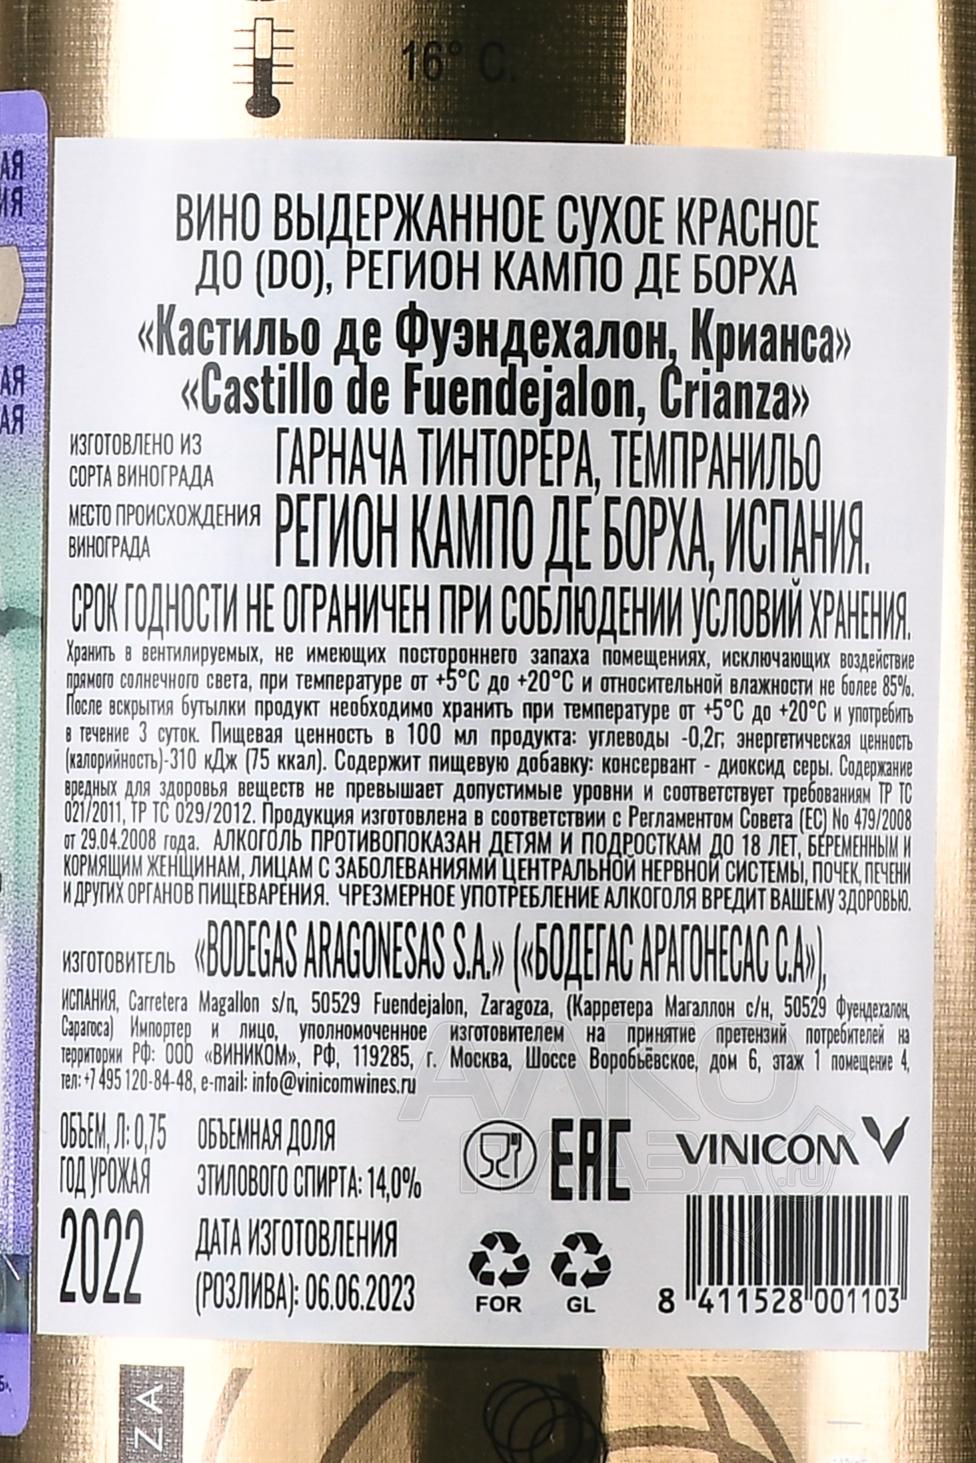 16° C.
АЯ
ИЯ
АЯ
АЯ
ВИНО ВЫДЕРЖАННОЕ СУХОЕ КРАСНОЕ
ДО (DO), РЕГИОН КАМПО ДЕ БОРХА
«Кастильо де Фуэндехалон, Крианса»
«Castillo de Fuendejalon, Crianza»
ИЗГОТОВЛЕНО ИЗ
СОРТА ВИНОГРАДА
ГАРНАЧА ТИНТОРЕРА, ТЕМПРАНИЛЬО
МЕСТО ПРОИСХОЖДЕНИЯ
ВИНОГРАДА
РЕГИОН КАМПО ДЕ БОРХА, ИСПАНИЯ.
СРОК ГОДНОСТИ НЕ ОГРАНИЧЕН ПРИ СОБЛЮДЕНИИ УСЛОВИЙ ХРАНЕНИЯ.
Хранить в вентилируемых, не имеющих постороннего запаха помещениях, исключающих воздействие
прямого солнечного света, при температуре от +5°С до +20°С и относительной влажности не более 85%.
После вскрытия бутылки продукт необходимо хранить при температуре от +5°С до +20°С и употребить
в течение 3 суток. Пищевая ценность в 100 мл продукта: углеводы -0,2г; энергетическая ценность
(калорийность)-310 кДж (75 ккал). Содержит пищевую добавку: консервант - диоксид серы. Содержание
вредных для здоровья веществ не превышает допустимые уровни и соответствует требованиям ТР ТС
021/2011, ТР ТС 029/2012. Продукция изготовлена в соответствии с Регламентом Совета (ЕС) No 479/2008
от 29.04.2008 года. АЛКОГОЛЬ ПРОТИВОПОКАЗАН ДЕТЯМ И ПОДРОСТКАМ ДО 18 ЛЕТ, БЕРЕМЕННЫМ И
КОРМЯЩИМ ЖЕНЩИНАМ, ЛИЦАМ С ЗАБОЛЕВАНИЯМИ ЦЕНТРАЛЬНОЙ НЕРВНОЙ СИСТЕМЫ, ПОЧЕК, ПЕЧЕНИ
И ДРУГИХ ОРГАНОВ ПИЩЕВАРЕНИЯ. ЧРЕЗМЕРНОЕ УПОТРЕБЛЕНИЕ АЛКОГОЛЯ ВРЕДИТ ВАШЕМУ ЗДОРОВЬЮ.
ИЗГОТОВИТЕЛЬ «BODEGAS ARAGONESAS S.A.» («БОДЕГАС АРАГОНЕСАС С.А»),
ИСПАНИЯ, Carretera Magallon s/n, 50529 Fuendejalon, Zaragoza, (Карретера Магаллон с/н, 50529 Фуендехалон,
Сарагоса) Импортер и лицо, уполномоченное изготовителем на принятие претензий потребителей на
территории РФ: ООО «ВИНИКОМ», РФ, 119285, г. Москва, Шоссе Воробьёвское, дом 6, этаж 1 помещение 4,
тел: +7 495 120-84-48, e-mail: info@vinicomwines.ru
ОБЪЕМ, Л: 0,75
ГОД УРОЖАЯ
2022
ОБЪЕМНАЯ ДОЛЯ
ЭТИЛОВОГО СПИРТА: 14,0%
ДАТА ИЗГОТОВЛЕНИЯ
(РОЗЛИВА): 06.06.2023
EAC
VINICOM
FOR
GL
8 411528 001103
АЛКО
ПЛАЗА.ru
ZA